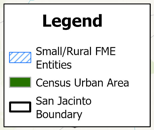 Legend
Small/Rural FME
Entities
Census Urban Area
San Jacinto
Boundary